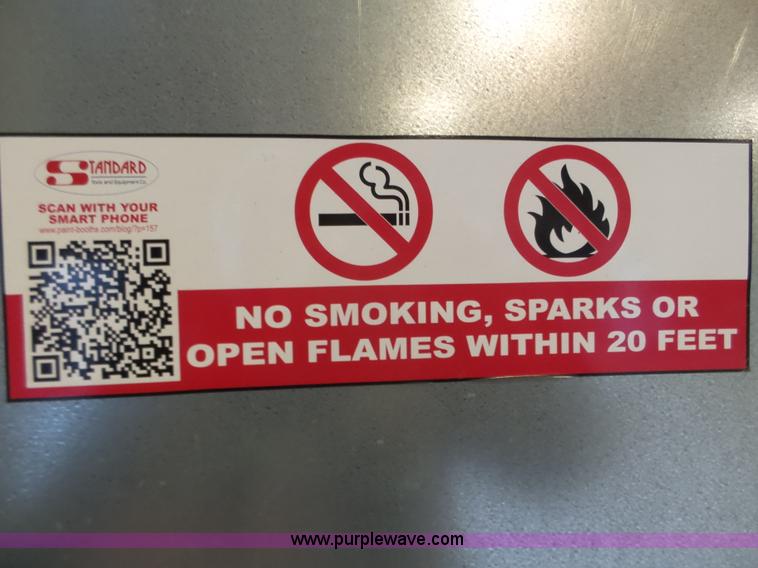 STANDARD
Tools and Equipment Co.
SCAN WITH YOUR
SMART PHONE
www.paint-booths.com/blog/?p=157
NO SMOKING, SPARKS OR
OPEN FLAMES WITHIN 20 FEET
www.purplewave.com